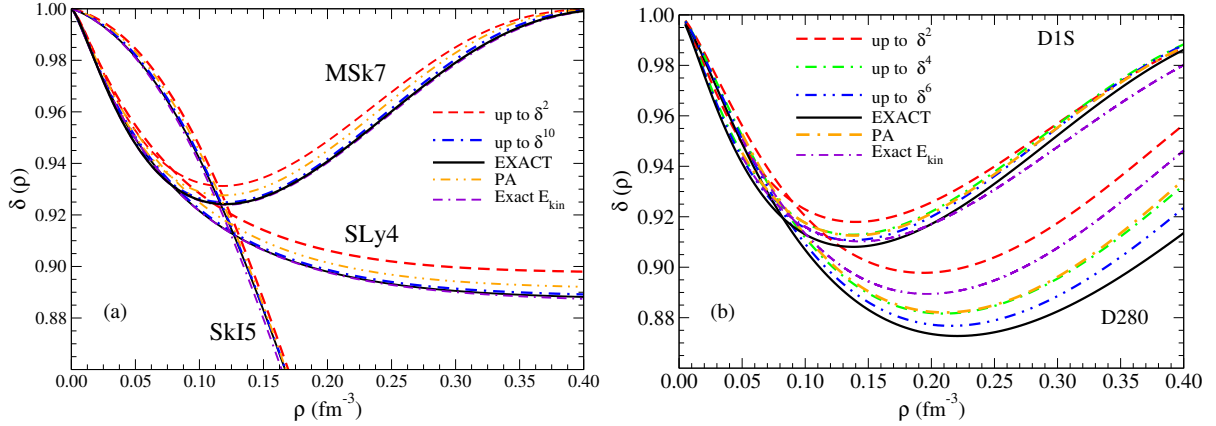 1.00
0.98
0.96
0.94
0.92
0.90
0.88
δ (ρ)
MSk7
up to δ2
up to δ10
EXACT
PA
Exact Ekin
SLy4
(a)
SkI5
0.00 0.05 0.10 0.15 0.20 0.25 0.30 0.35 0.40
ρ (fm-3)
1.00
0.98
0.96
0.94
0.92
0.90
0.88
δ (ρ)
up to δ2
up to δ4
up to δ6
EXACT
PA
Exact Ekin
D1S
(b)
D280
0.00 0.05 0.10 0.15 0.20 0.25 0.30 0.35 0.40
ρ (fm-3)